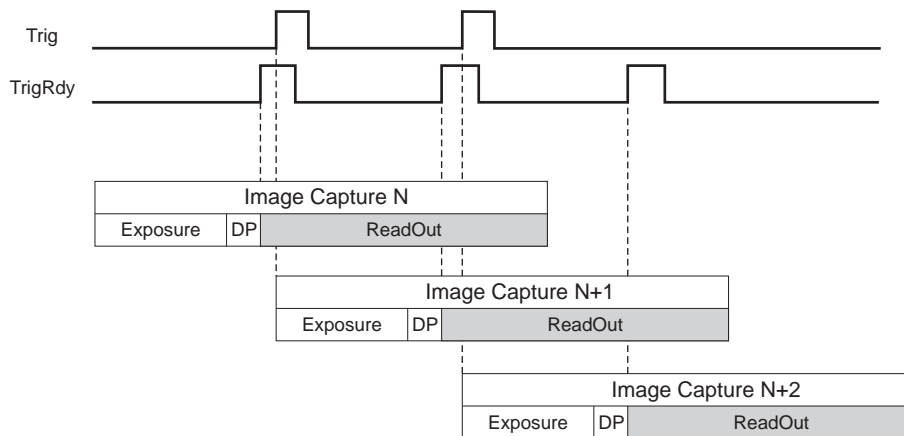 Trig
TrigRdy
Image Capture N
Exposure DP ReadOut
Image Capture N+1
Exposure DP ReadOut
Image Capture N+2
Exposure DP ReadOut